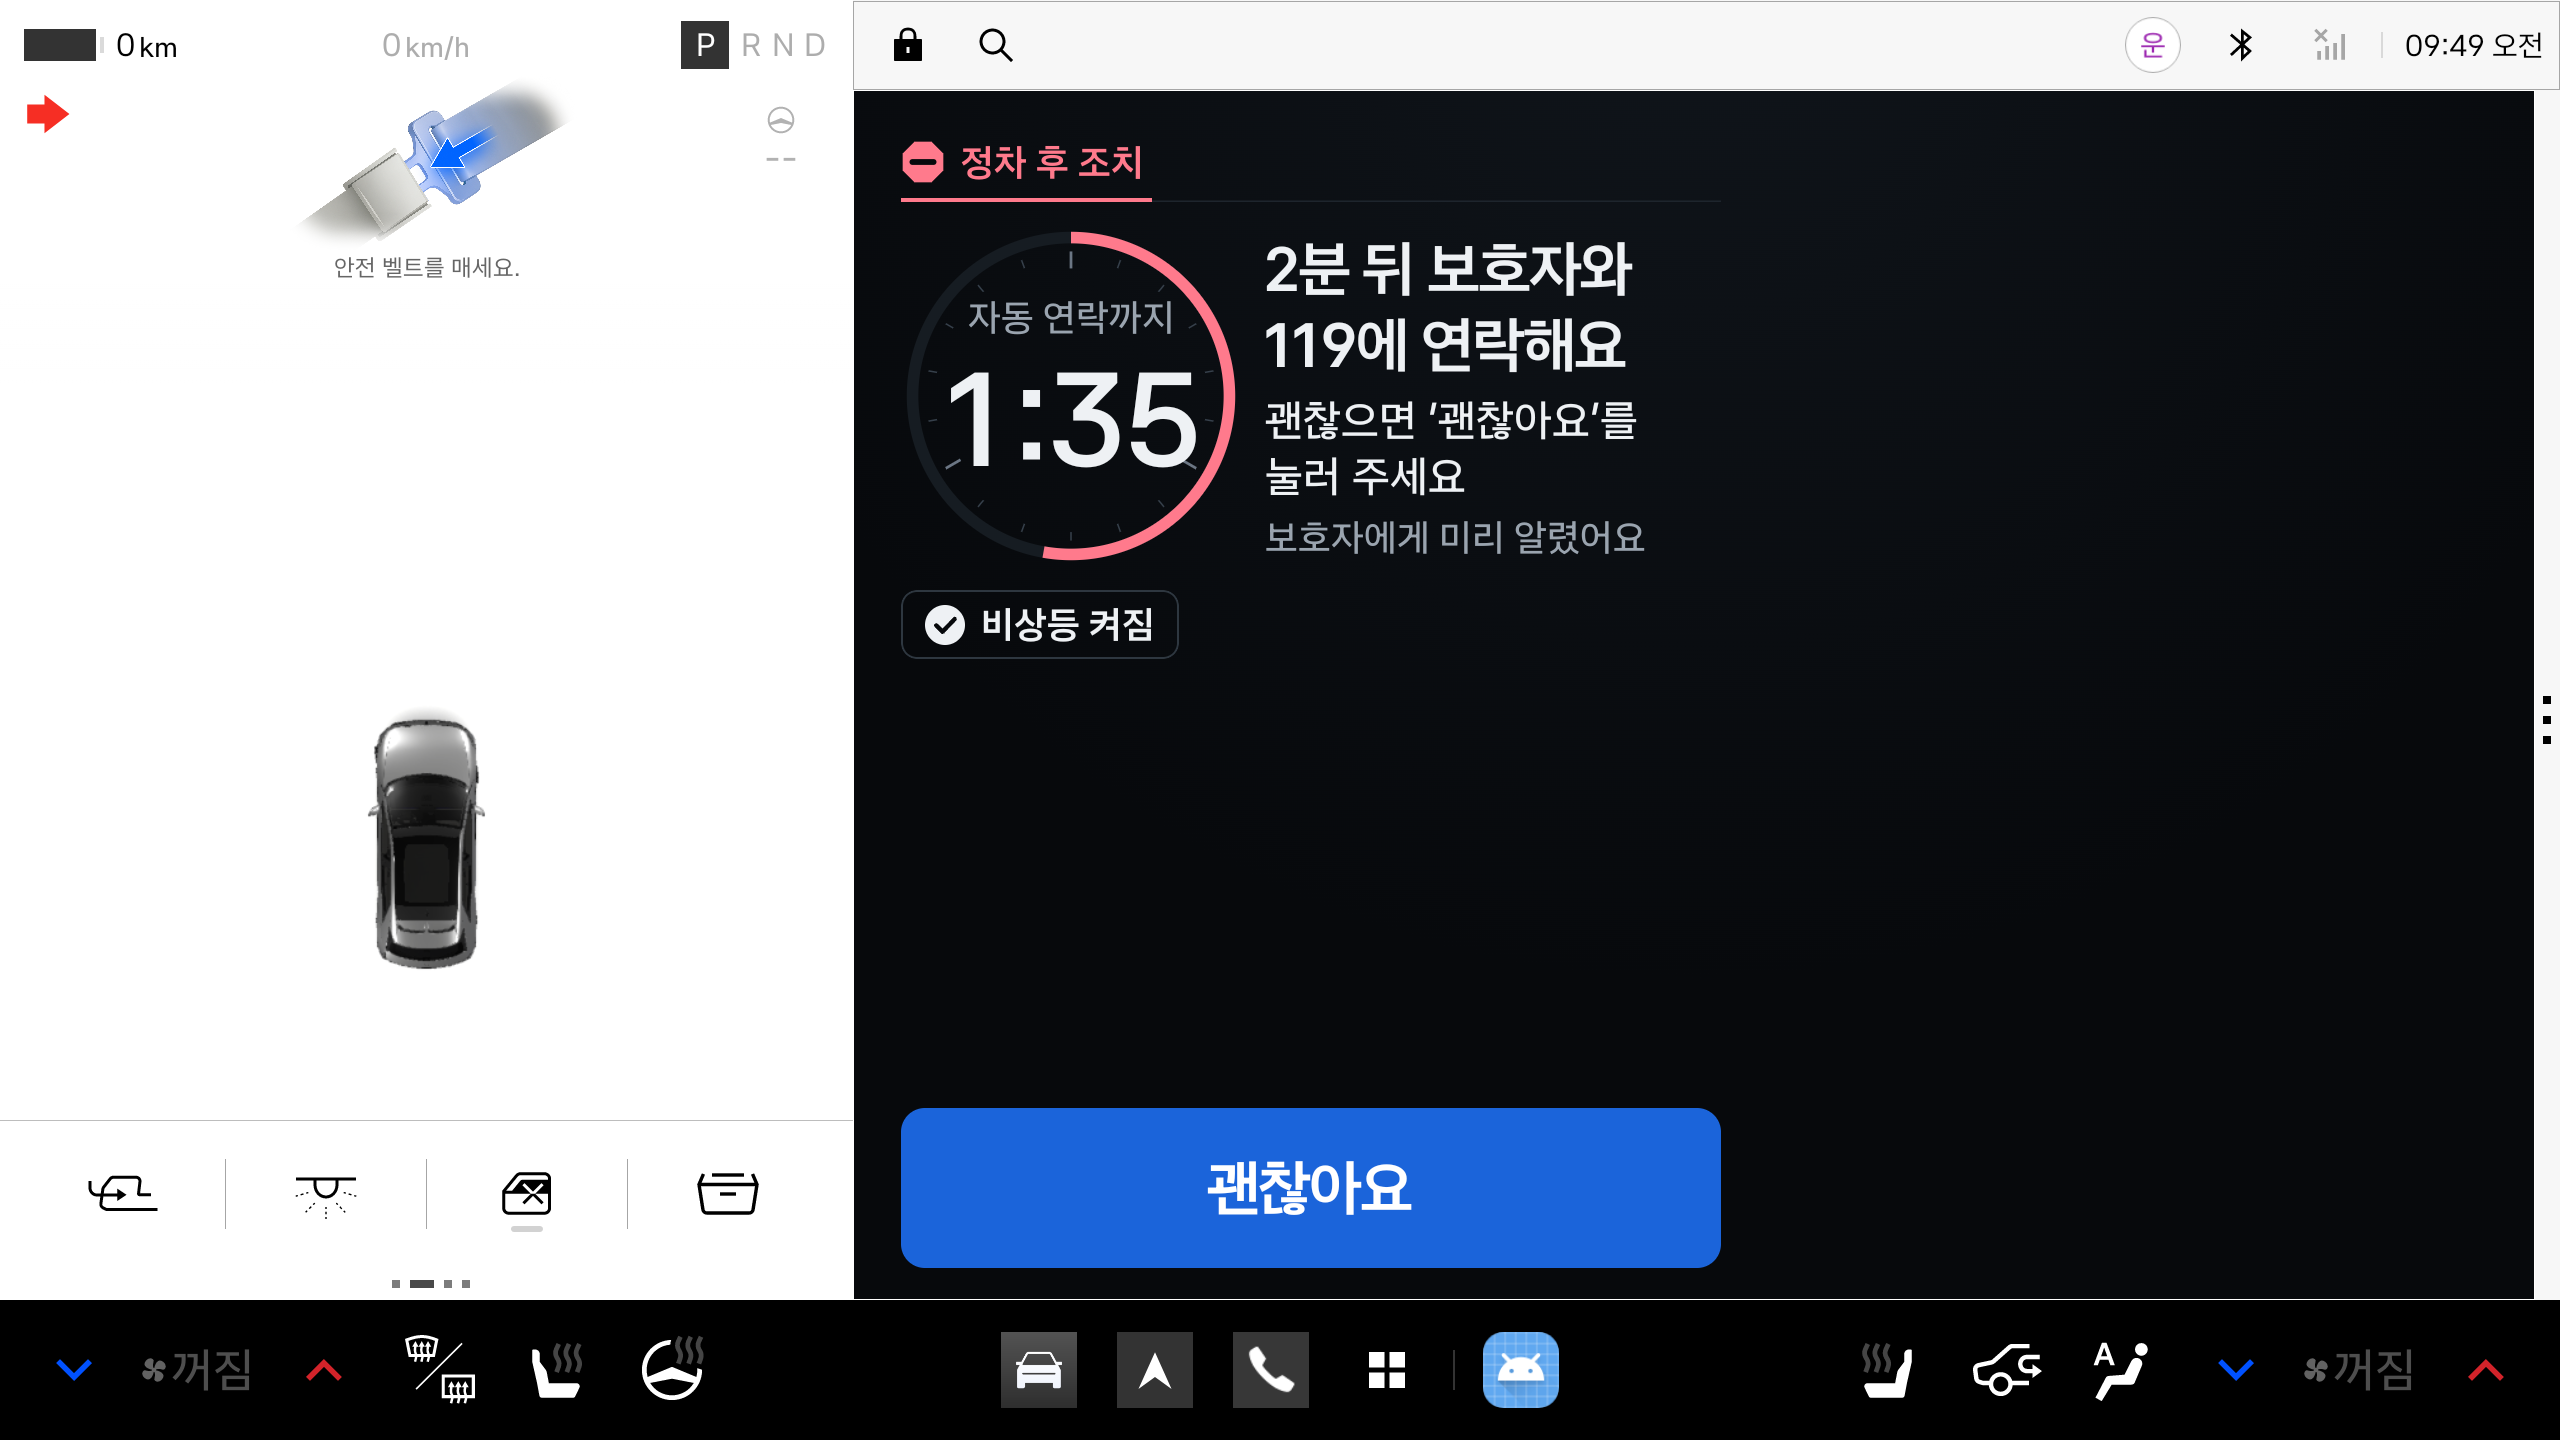 0 km
0 km/h
P R N D
운
09:49 오전
안전 벨트를 매세요.
--
정차 후 조치
자동 연락까지
1:35
2분 뒤 보호자와
119에 연락해요
괜찮으면 '괜찮아요'를
눌러 주세요
보호자에게 미리 알렸어요
비상등 켜짐
괜찮아요
꺼짐
A
꺼짐